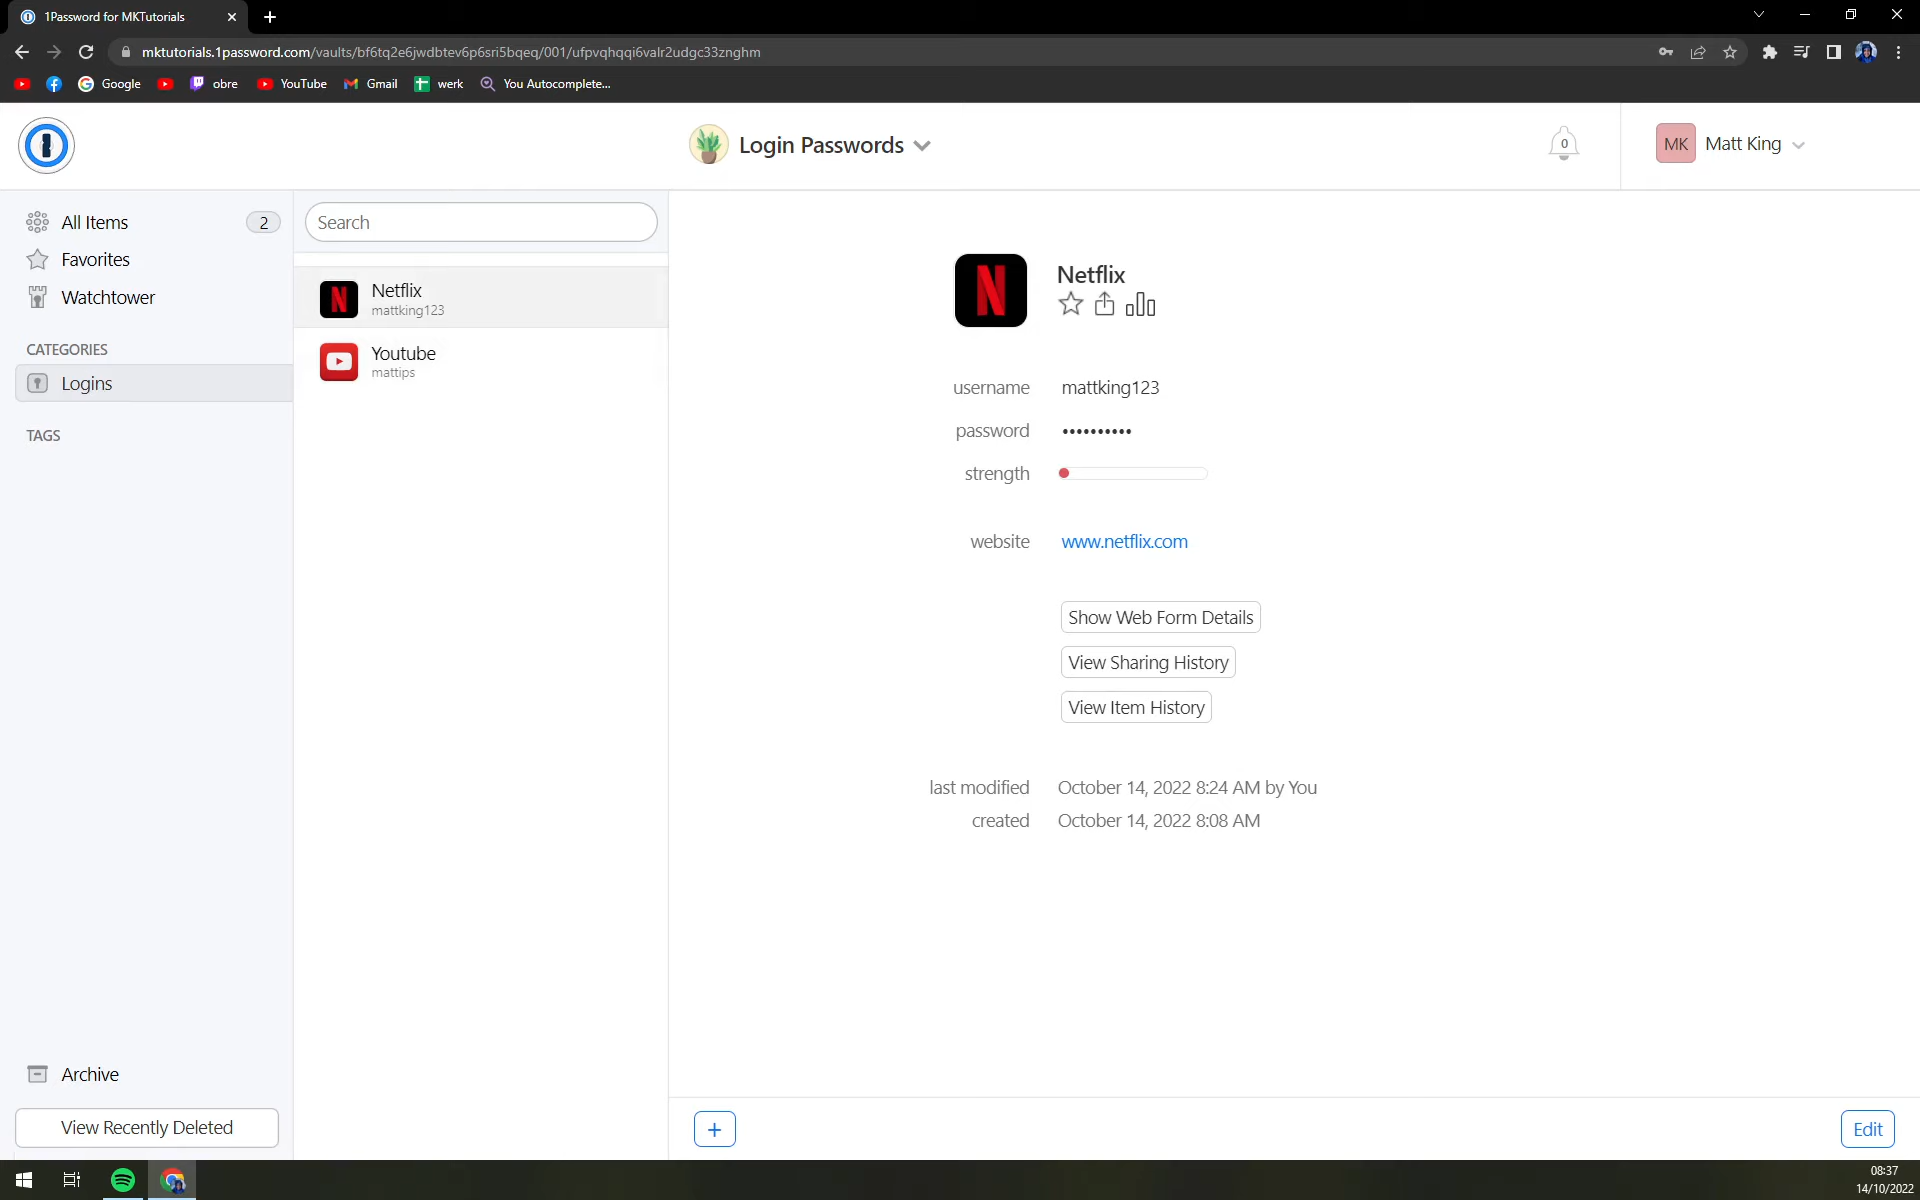 1Password for MKTutorials
mktutorials.1password.com/vaults/bf6tq2e6jwdbtev6p6sri5bqeq/001/ufpvqhqqi6valr2udgc33znghm
Google
obre
YouTube
Gmail
werk
You Autocomplete...
Login Passwords
0
MK
Matt King
All Items
2
Favorites
Watchtower
CATEGORIES
Logins
TAGS
Archive
View Recently Deleted
Search
Netflix
mattking123
Youtube
mattips
Netflix
username mattking123
password ••••••••••
strength
website www.netflix.com
Show Web Form Details
View Sharing History
View Item History
last modified October 14, 2022 8:24 AM by You
created October 14, 2022 8:08 AM
+
Edit
08:37
14/10/2022